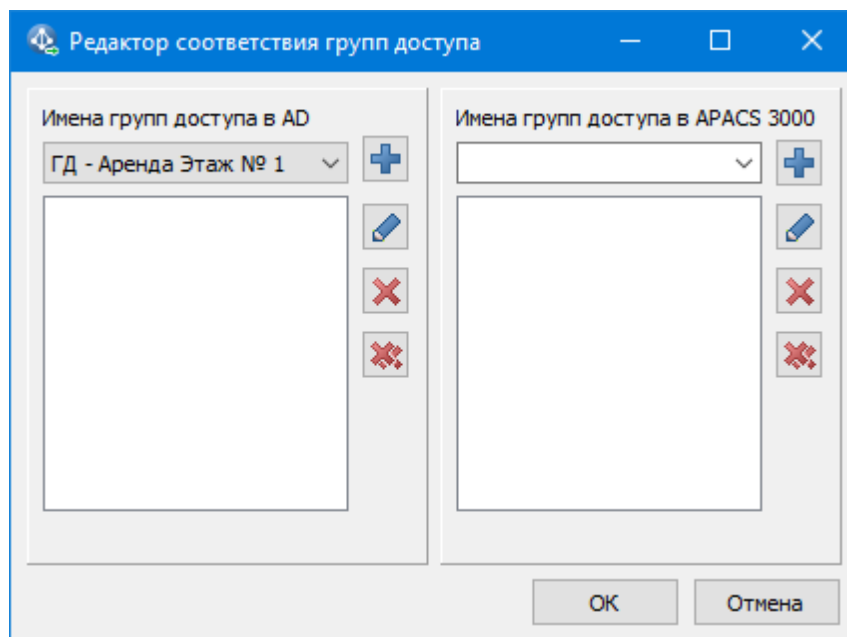 Редактор соответствия групп доступа
Имена групп доступа в AD
ГД - Аренда Этаж № 1
Имена групп доступа в APACS 3000
ОК
Отмена